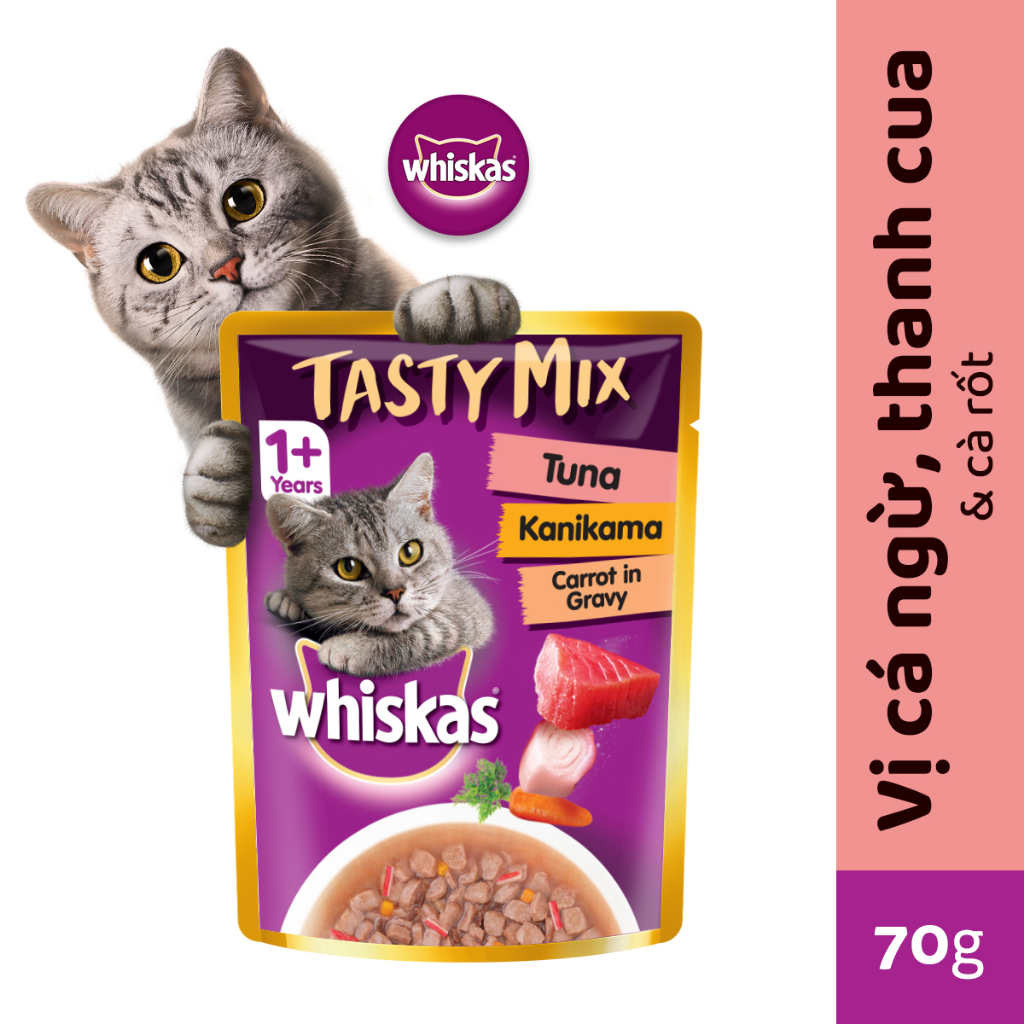 whiskas
TASTY MIX
1+
Years
Tuna
Kanikama
Carrot in
Gravy
whiskas
Vị cá ngừ, thanh cua
& cà rốt
70g